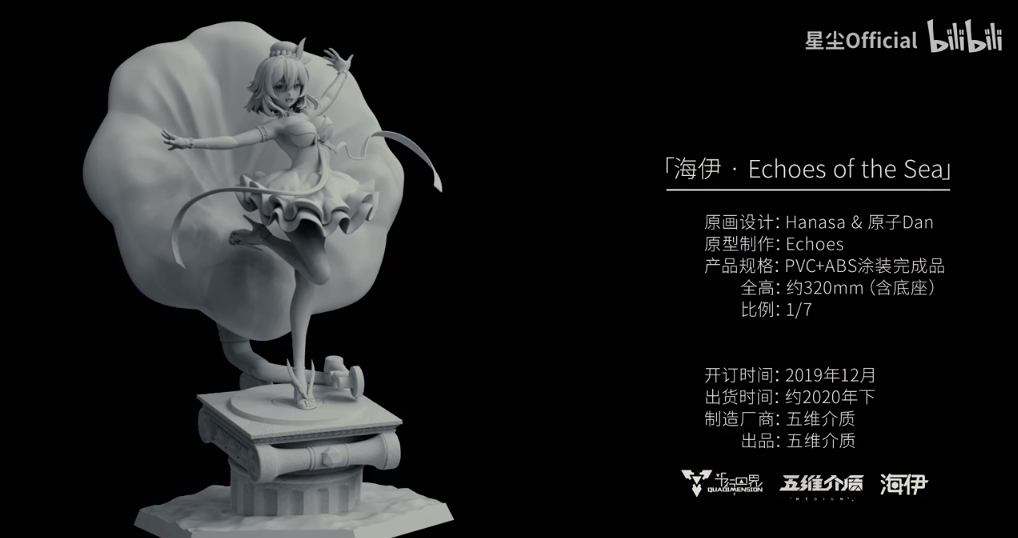 星尘Official bilibili
「海伊 · Echoes of the Sea」
原画设计：Hanasa & 原子Dan
原型制作：Echoes
产品规格：PVC+ABS涂装完成品
全高：约320mm（含底座）
比例：1/7
开订时间：2019年12月
出货时间：约2020年下
制造厂商：五维介质
出品：五维介质
平行四界 五维介质 海伊
QUADIMENSION "MEDIUM"